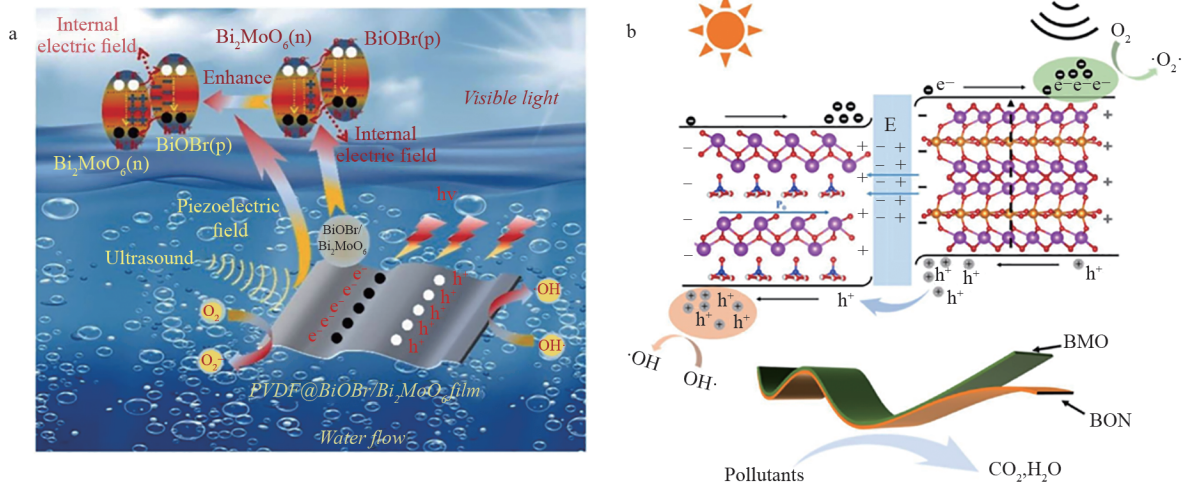 a
Internal
electric field
Bi₂MoO₆(n)
BiOBr(p)
Enhance
Visible light
BiOBr(p)
Bi₂MoO₆(n)
Internal
electric field
hv
Piezoelectric
field
BiOBr/
Bi₂MoO₆
Ultrasound
O₂
O₂⁻
e⁻ e⁻ e⁻ e⁻ e⁻
h⁺ h⁺ h⁺ h⁺ h⁺
·OH
OH⁻
PVDF@BiOBr/Bi₂MoO₆ film
Water flow
b
O₂
·O₂·
e⁻
e⁻e⁻e⁻
E
P₀
h⁺ h⁺ h⁺
h⁺
h⁺
h⁺ h⁺
h⁺
h⁺
·OH
OH·
BMO
BON
Pollutants
CO₂,H₂O